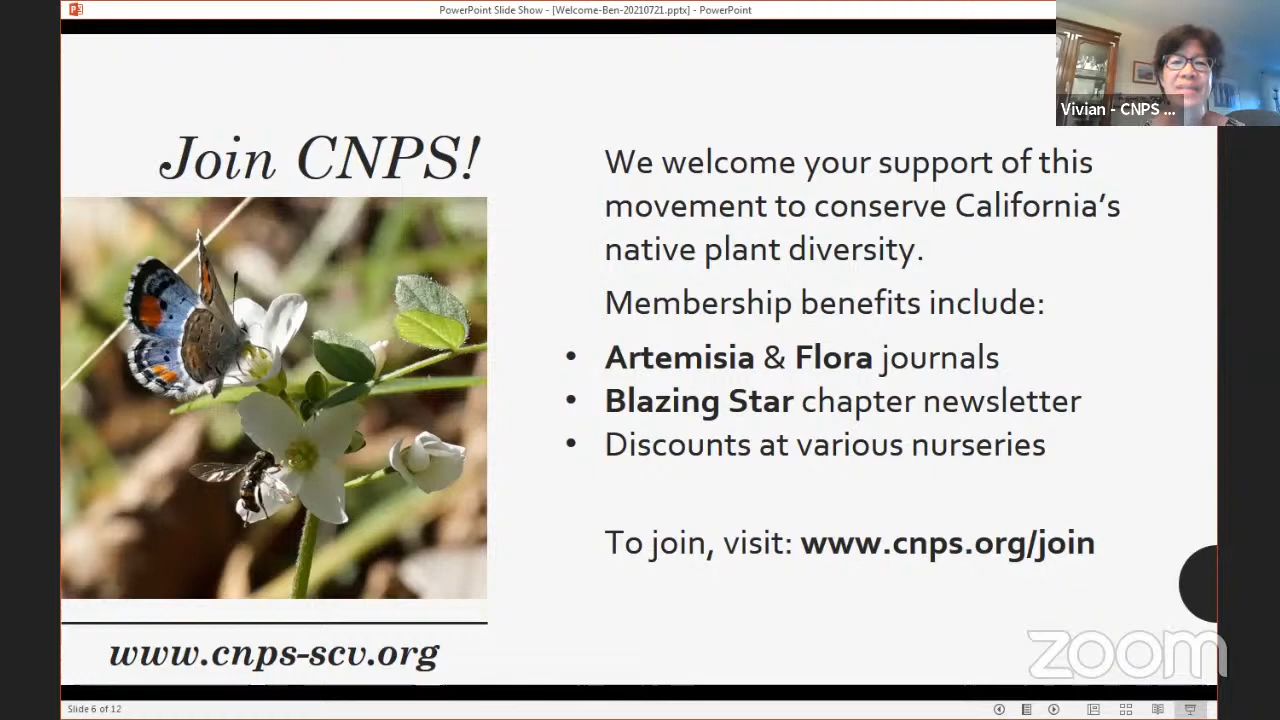 PowerPoint Slide Show - [Welcome-Ben-20210721.pptx] - PowerPoint
Vivian - CNPS ...
Join CNPS!
We welcome your support of this
movement to conserve California's
native plant diversity.
Membership benefits include:
• Artemisia & Flora journals
• Blazing Star chapter newsletter
• Discounts at various nurseries
To join, visit: www.cnps.org/join
www.cnps-scv.org
zoom
Slide 6 of 12